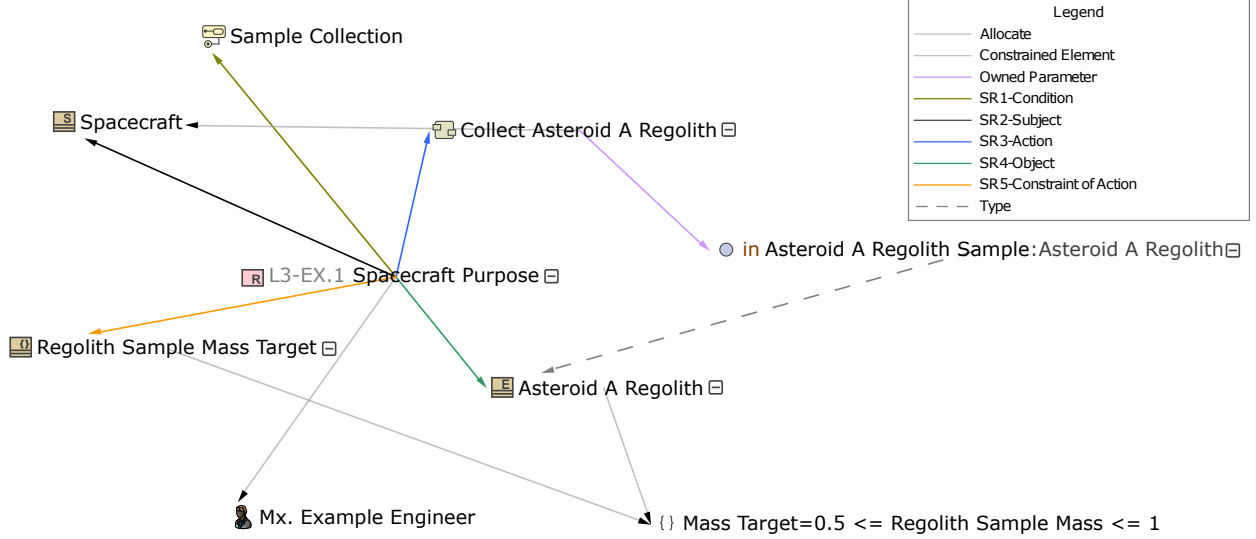 Legend
Allocate
Constrained Element
Owned Parameter
SR1-Condition
SR2-Subject
SR3-Action
SR4-Object
SR5-Constraint of Action
Type
Sample Collection
S Spacecraft
Collect Asteroid A Regolith
in Asteroid A Regolith Sample:Asteroid A Regolith
R L3-EX.1 Spacecraft Purpose
{} Regolith Sample Mass Target
E Asteroid A Regolith
Mx. Example Engineer
{} Mass Target=0.5 <= Regolith Sample Mass <= 1